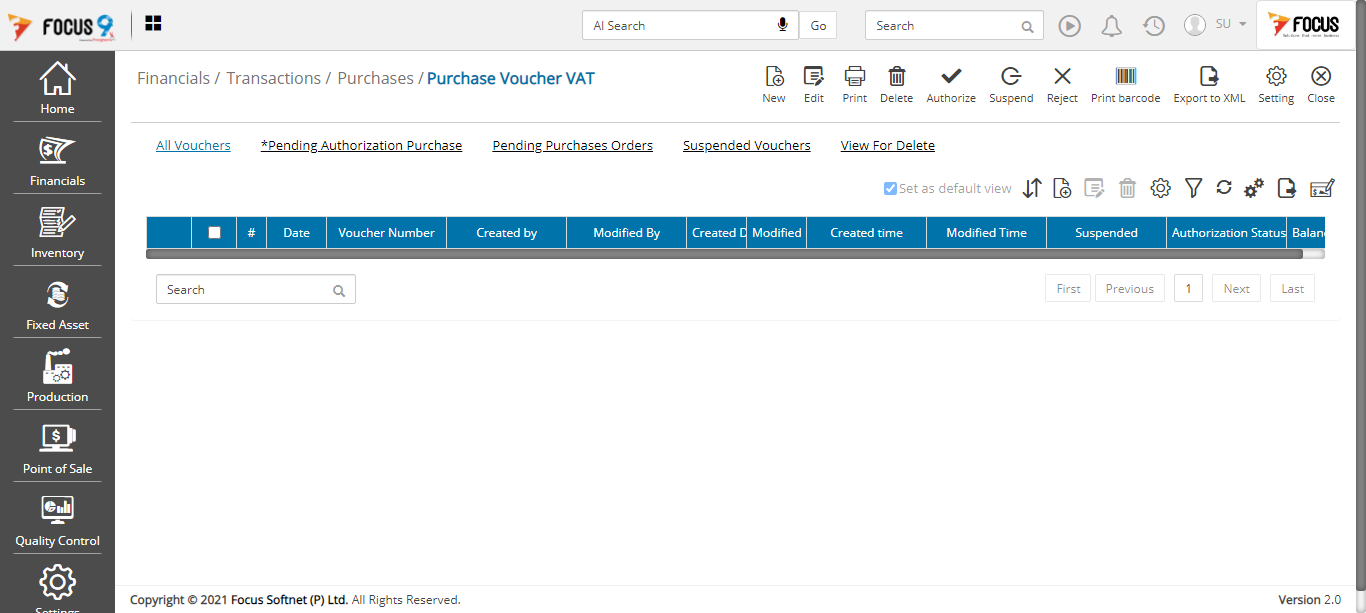 FOCUS 9
AI Search
Go
Search
SU
FOCUS
Home
Financials
Inventory
Fixed Asset
Production
Point of Sale
Quality Control
Settings
Financials / Transactions / Purchases / Purchase Voucher VAT
New Edit Print Delete Authorize Suspend Reject Print barcode Export to XML Setting Close
All Vouchers *Pending Authorization Purchase Pending Purchases Orders Suspended Vouchers View For Delete
Set as default view
# Date Voucher Number Created by Modified By Created D Modified Created time Modified Time Suspended Authorization Status Balan
Search
First Previous 1 Next Last
Copyright © 2021 Focus Softnet (P) Ltd. All Rights Reserved.
Version 2.0